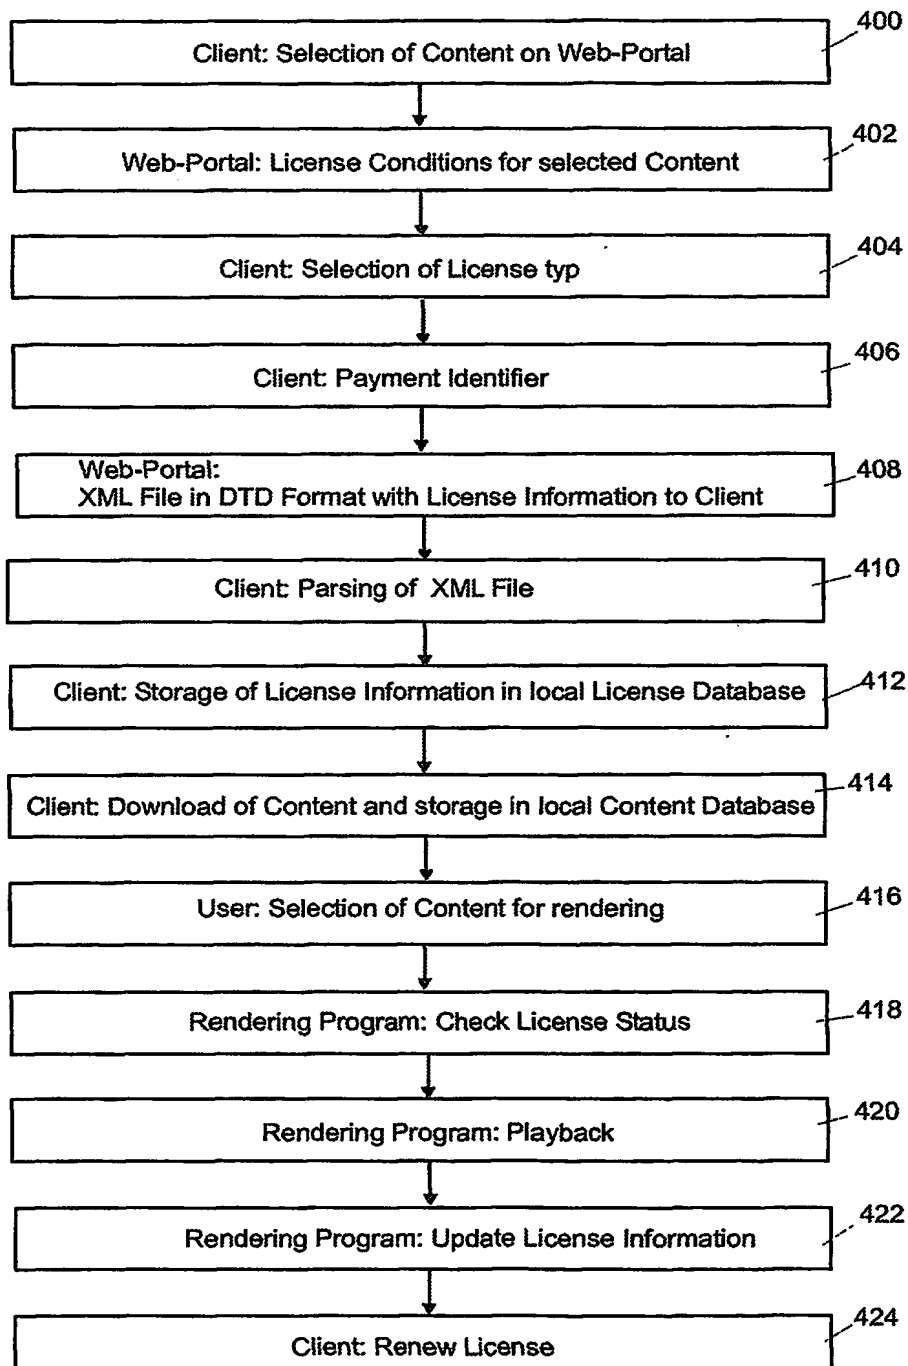 400
Client: Selection of Content on Web-Portal
402
Web-Portal: License Conditions for selected Content
404
Client: Selection of License typ
406
Client: Payment Identifier
408
Web-Portal:
XML File in DTD Format with License Information to Client
410
Client: Parsing of XML File
412
Client: Storage of License Information in local License Database
414
Client: Download of Content and storage in local Content Database
416
User: Selection of Content for rendering
418
Rendering Program: Check License Status
420
Rendering Program: Playback
422
Rendering Program: Update License Information
424
Client: Renew License